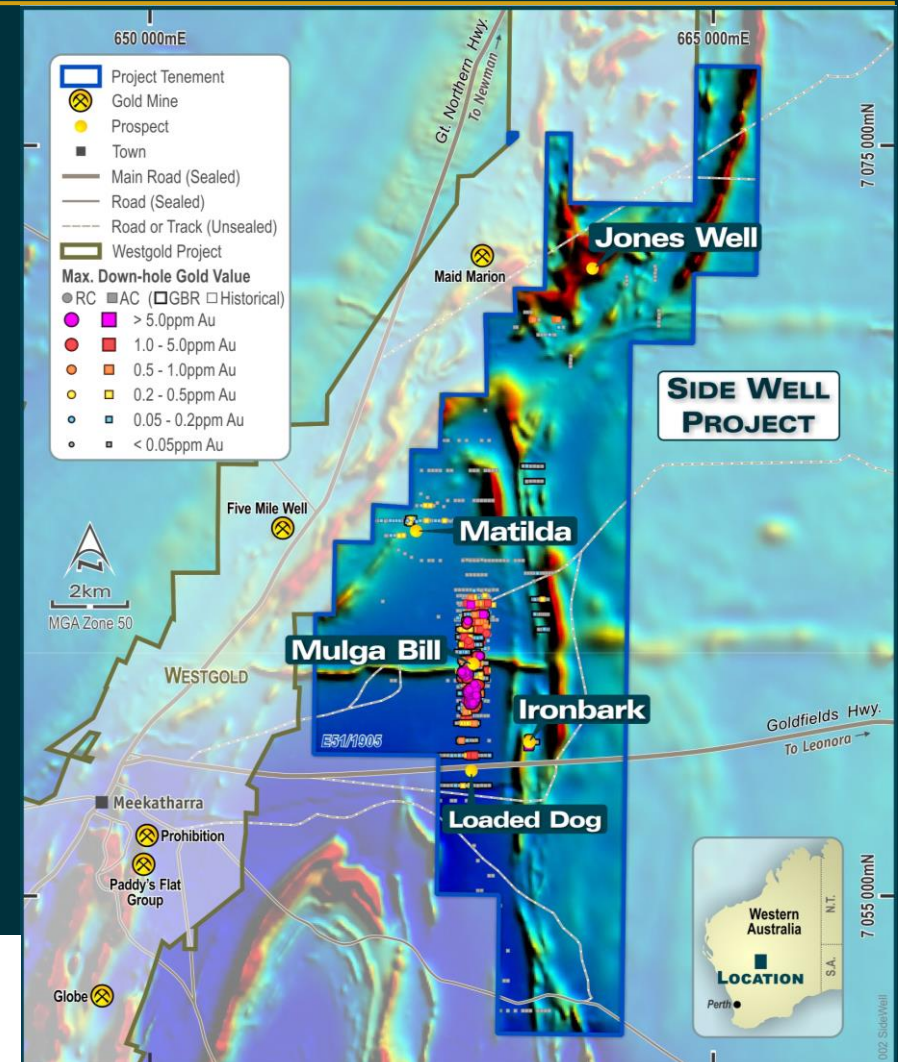 650 000mE
665 000mE
Project Tenement
Gold Mine
Prospect
Town
Main Road (Sealed)
Road (Sealed)
Road or Track (Unsealed)
Westgold Project
Max. Down-hole Gold Value
RC AC (GBR Historical)
> 5.0ppm Au
1.0 - 5.0ppm Au
0.5 - 1.0ppm Au
0.2 - 0.5ppm Au
0.05 - 0.2ppm Au
< 0.05ppm Au
Gt. Northern Hwy.
To Newman →
7 075 000mN
Jones Well
Maid Marion
SIDE WELL
PROJECT
Five Mile Well
Matilda
2km
MGA Zone 50
Mulga Bill
WESTGOLD
Ironbark
E51/1905
Goldfields Hwy.
To Leonora →
Meekatharra
Loaded Dog
Prohibition
Paddy's Flat
Group
Globe
7 055 000mN
Western
Australia
N.T.
S.A.
LOCATION
Perth
002 SideWell